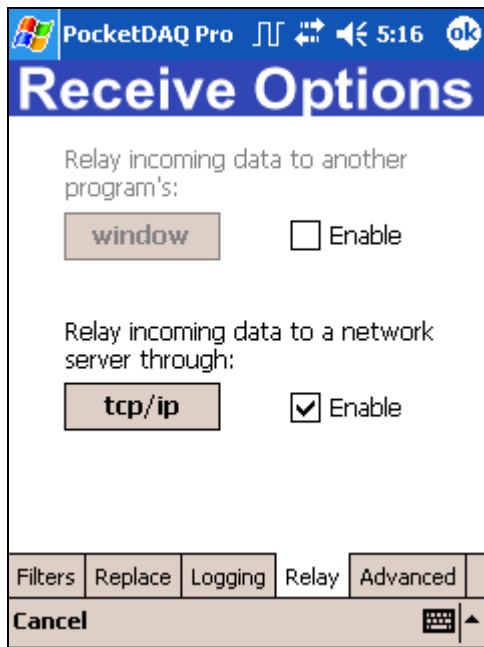 PocketDAQ Pro 5:16 ok
Receive Options
Relay incoming data to another
program's:
window Enable
Relay incoming data to a network
server through:
tcp/ip Enable
Filters Replace Logging Relay Advanced
Cancel